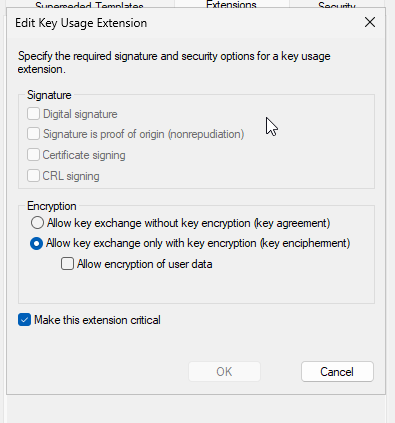 Superseded Templates
Extensions
Security
Edit Key Usage Extension
Specify the required signature and security options for a key usage
extension.
Signature
Digital signature
Signature is proof of origin (nonrepudiation)
Certificate signing
CRL signing
Encryption
Allow key exchange without key encryption (key agreement)
Allow key exchange only with key encryption (key enciphement)
Allow encryption of user data
Make this extension critical
OK
Cancel